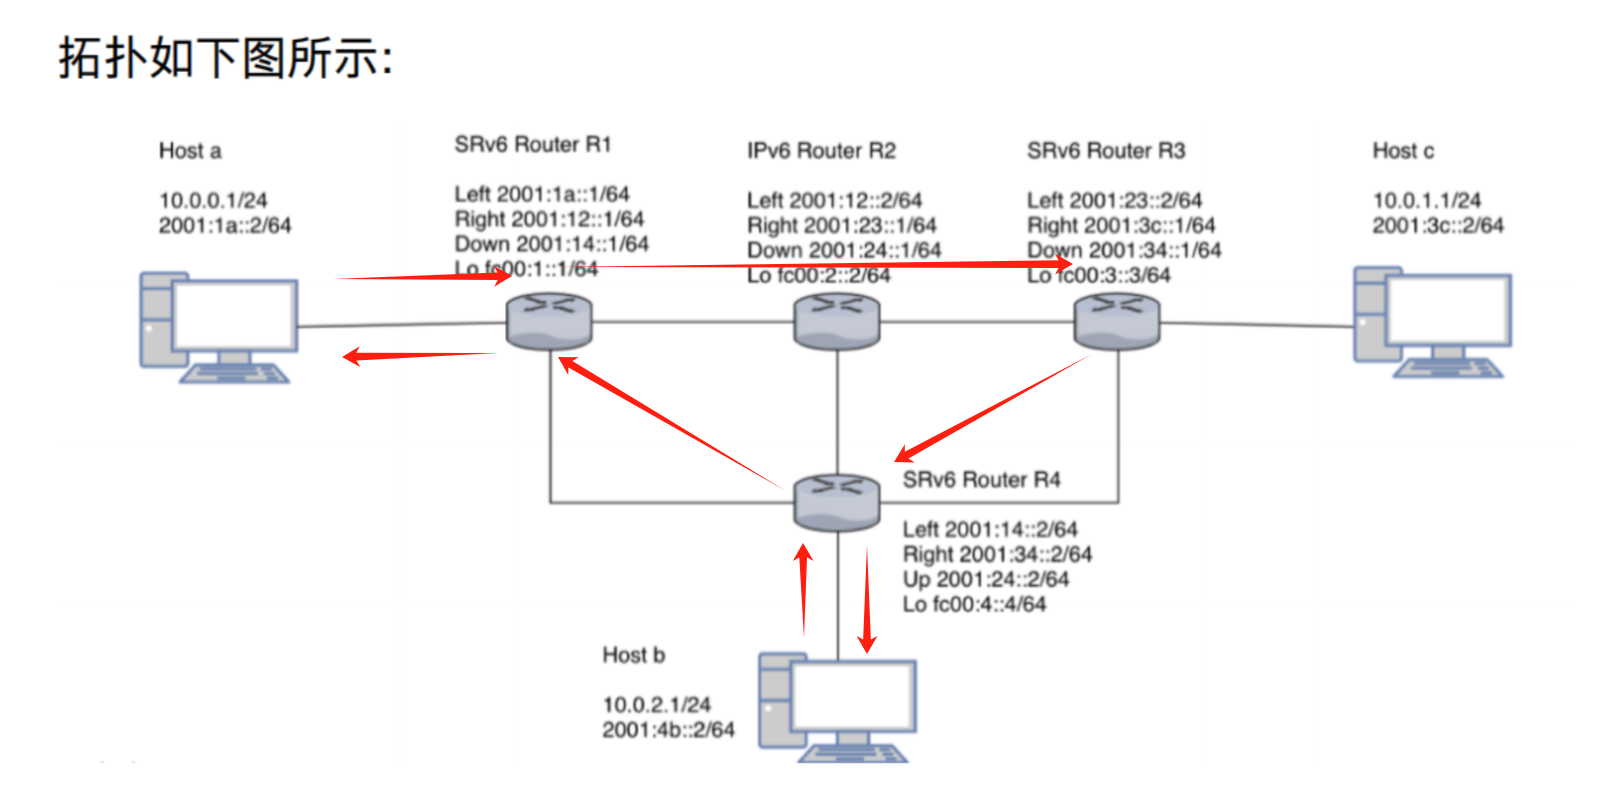 拓扑如下图所示:
Host a
10.0.0.1/24
2001:1a::2/64
SRv6 Router R1
Left 2001:1a::1/64
Right 2001:12::1/64
Down 2001:14::1/64
Lo fc00:1::1/64
IPv6 Router R2
Left 2001:12::2/64
Right 2001:23::1/64
Down 2001:24::1/64
Lo fc00:2::2/64
SRv6 Router R3
Left 2001:23::2/64
Right 2001:3c::1/64
Down 2001:34::1/64
Lo fc00:3::3/64
Host c
10.0.1.1/24
2001:3c::2/64
SRv6 Router R4
Left 2001:14::2/64
Right 2001:34::2/64
Up 2001:24::2/64
Lo fc00:4::4/64
Host b
10.0.2.1/24
2001:4b::2/64